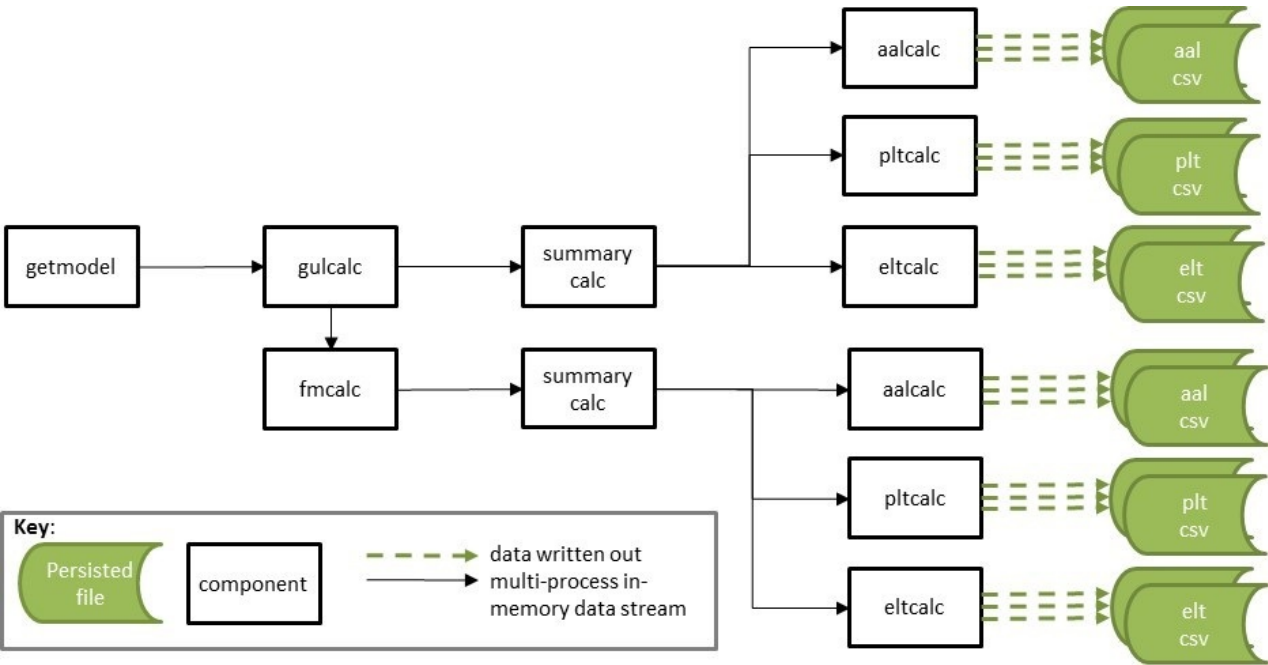 aalcalc
aal
csv
pltcalc
plt
csv
getmodel
gulcalc
summary
calc
eltcalc
elt
csv
fmcalc
summary
calc
aalcalc
aal
csv
pltcalc
plt
csv
eltcalc
elt
csv
Key:
Persisted
file
component
data written out
multi-process in-
memory data stream